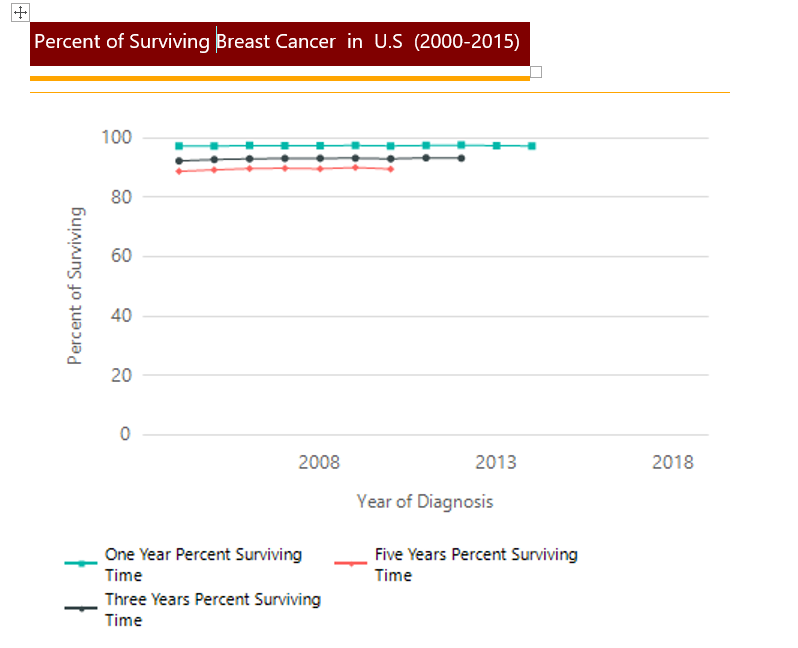 Percent of Surviving Breast Cancer in U.S (2000-2015)
100
80
60
40
20
0
Percent of Surviving
2008 2013 2018
Year of Diagnosis
One Year Percent Surviving
Time
Five Years Percent Surviving
Time
Three Years Percent Surviving
Time